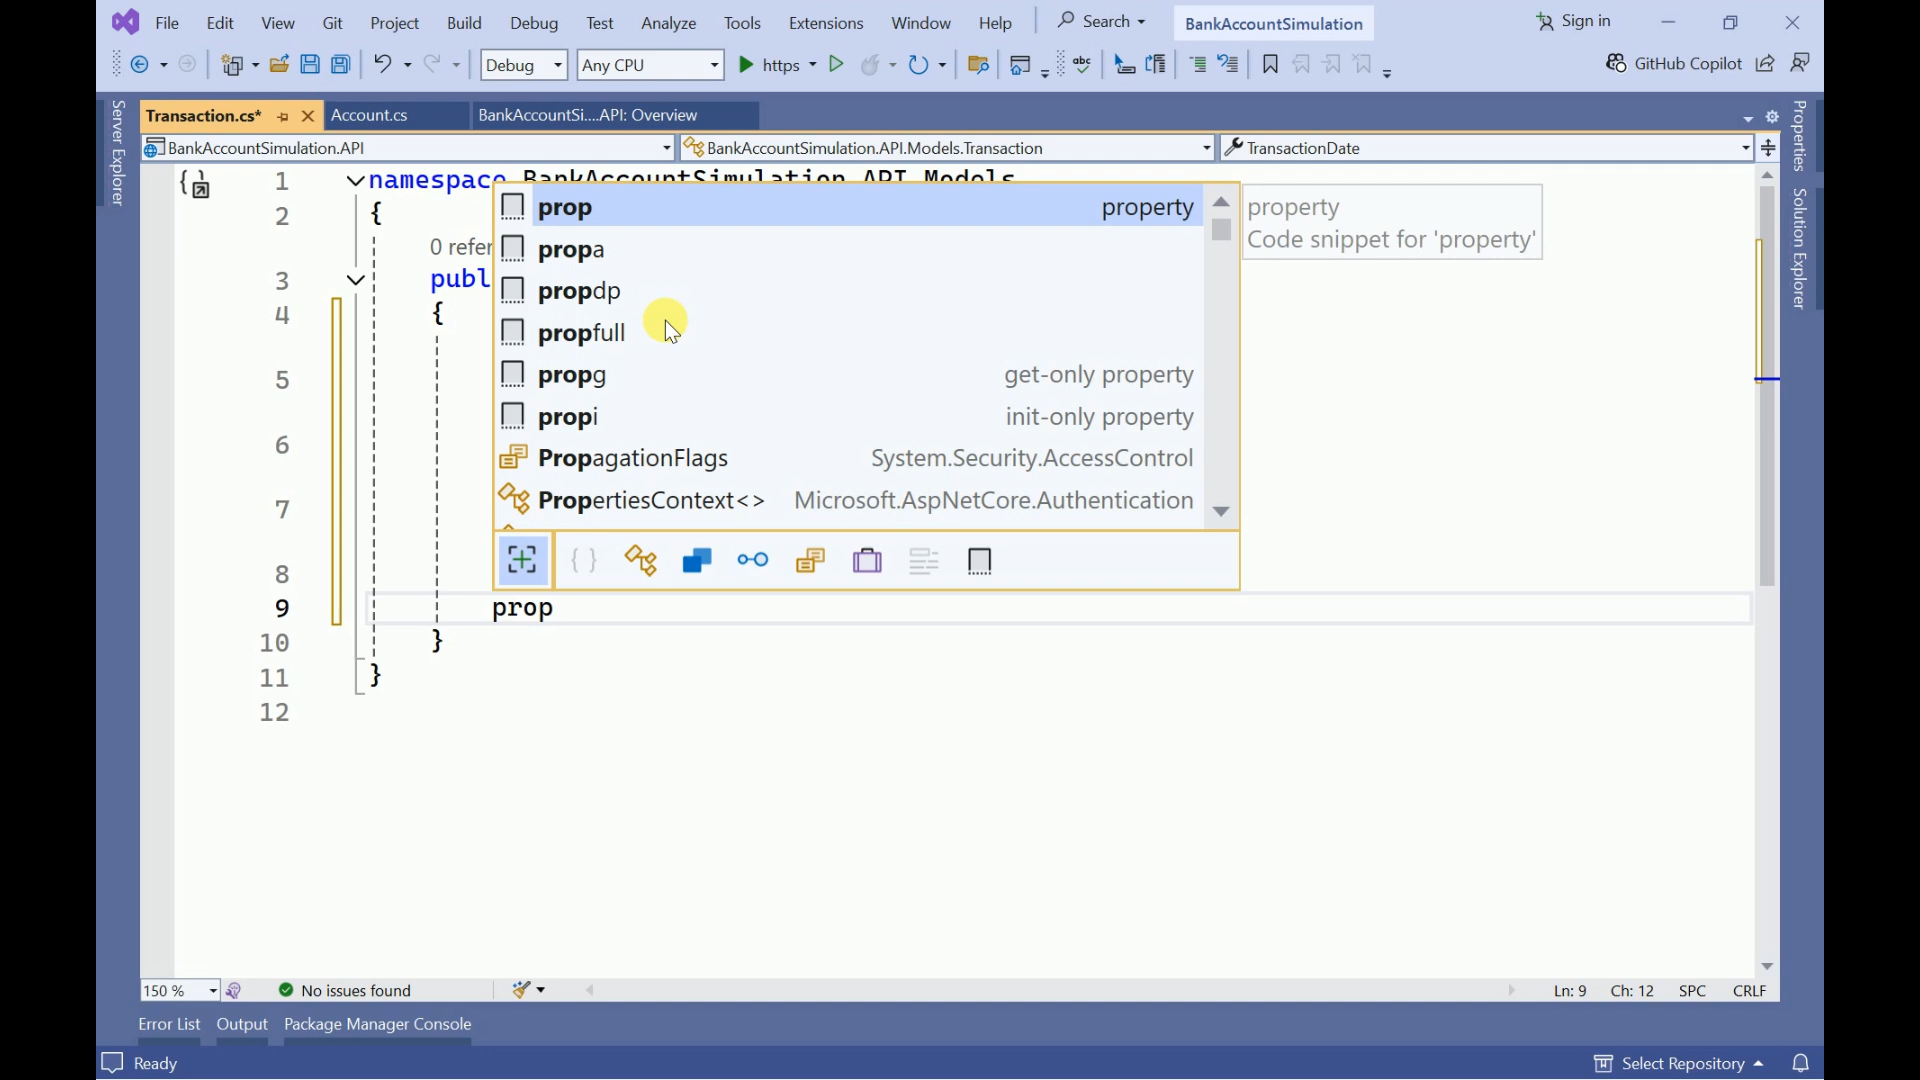 File Edit View Git Project Build Debug Test Analyze Tools Extensions Window Help Search BankAccountSimulation Sign in
Debug Any CPU https abc GitHub Copilot
Transaction.cs* Account.cs BankAccountSi....API: Overview
BankAccountSimulation.API BankAccountSimulation.API.Models.Transaction TransactionDate
Server Explorer
Properties
Solution Explorer
1 namespace BankAccountSimulation.API.Models
2 {
0 refer
3 publ
4 {
5
6
7
8
9 prop
10 }
11 }
12
prop property
propa
propdp
propfull
propg get-only property
propi init-only property
PropagationFlags System.Security.AccessControl
PropertiesContext<> Microsoft.AspNetCore.Authentication
property
Code snippet for 'property'
150 % No issues found Ln: 9 Ch: 12 SPC CRLF
Error List Output Package Manager Console
Ready Select Repository